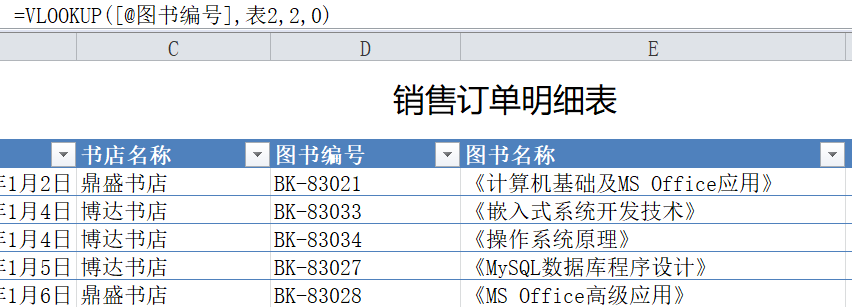 =VLOOKUP([@图书编号],表2,2,0)
C D E
销售订单明细表
书店名称 图书编号 图书名称
年1月2日 鼎盛书店 BK-83021 《计算机基础及MS Office应用》
年1月4日 博达书店 BK-83033 《嵌入式系统开发技术》
年1月4日 博达书店 BK-83034 《操作系统原理》
年1月5日 博达书店 BK-83027 《MySQL数据库程序设计》
年1月6日 鼎盛书店 BK-83028 《MS Office高级应用》